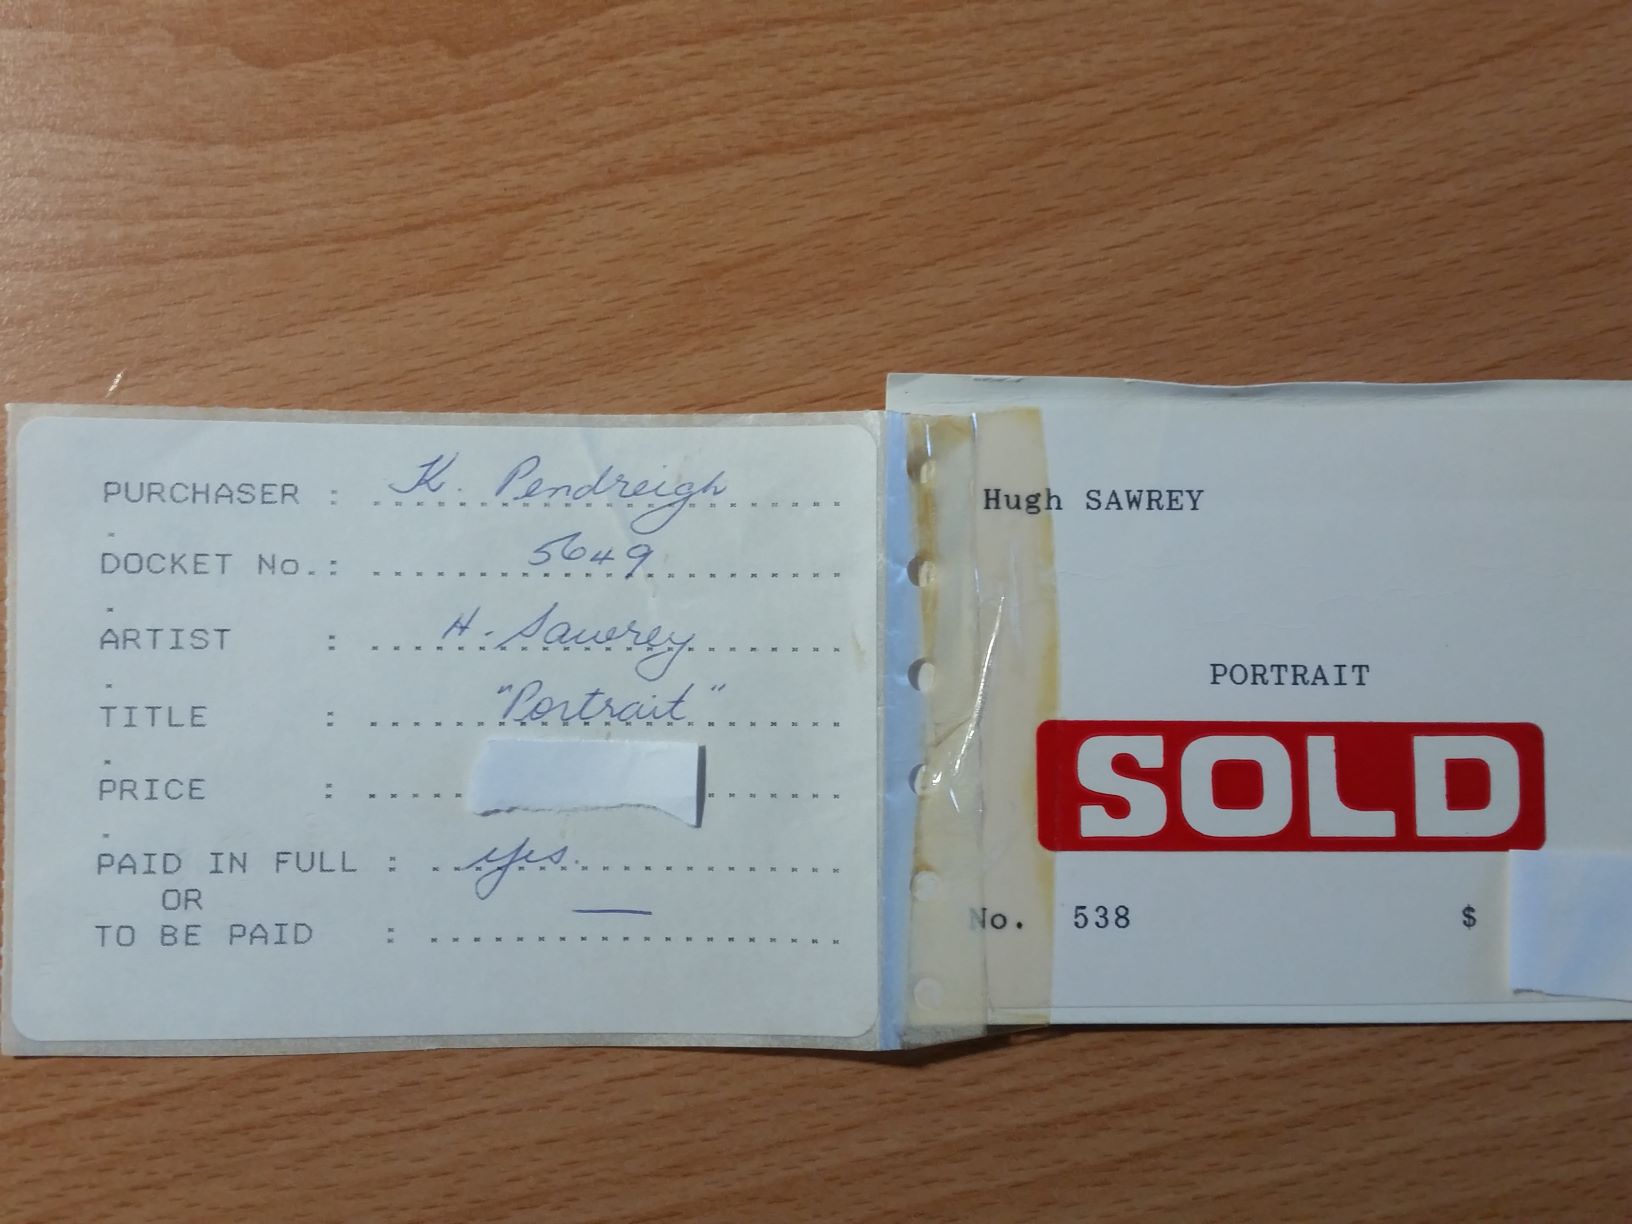 PURCHASER : K. Pendreigh
DOCKET No.: 5649
ARTIST : H. Sawrey
TITLE : "Portrait"
PRICE :
PAID IN FULL : yes.
OR
TO BE PAID :
Hugh SAWREY
PORTRAIT
SOLD
No. 538 $